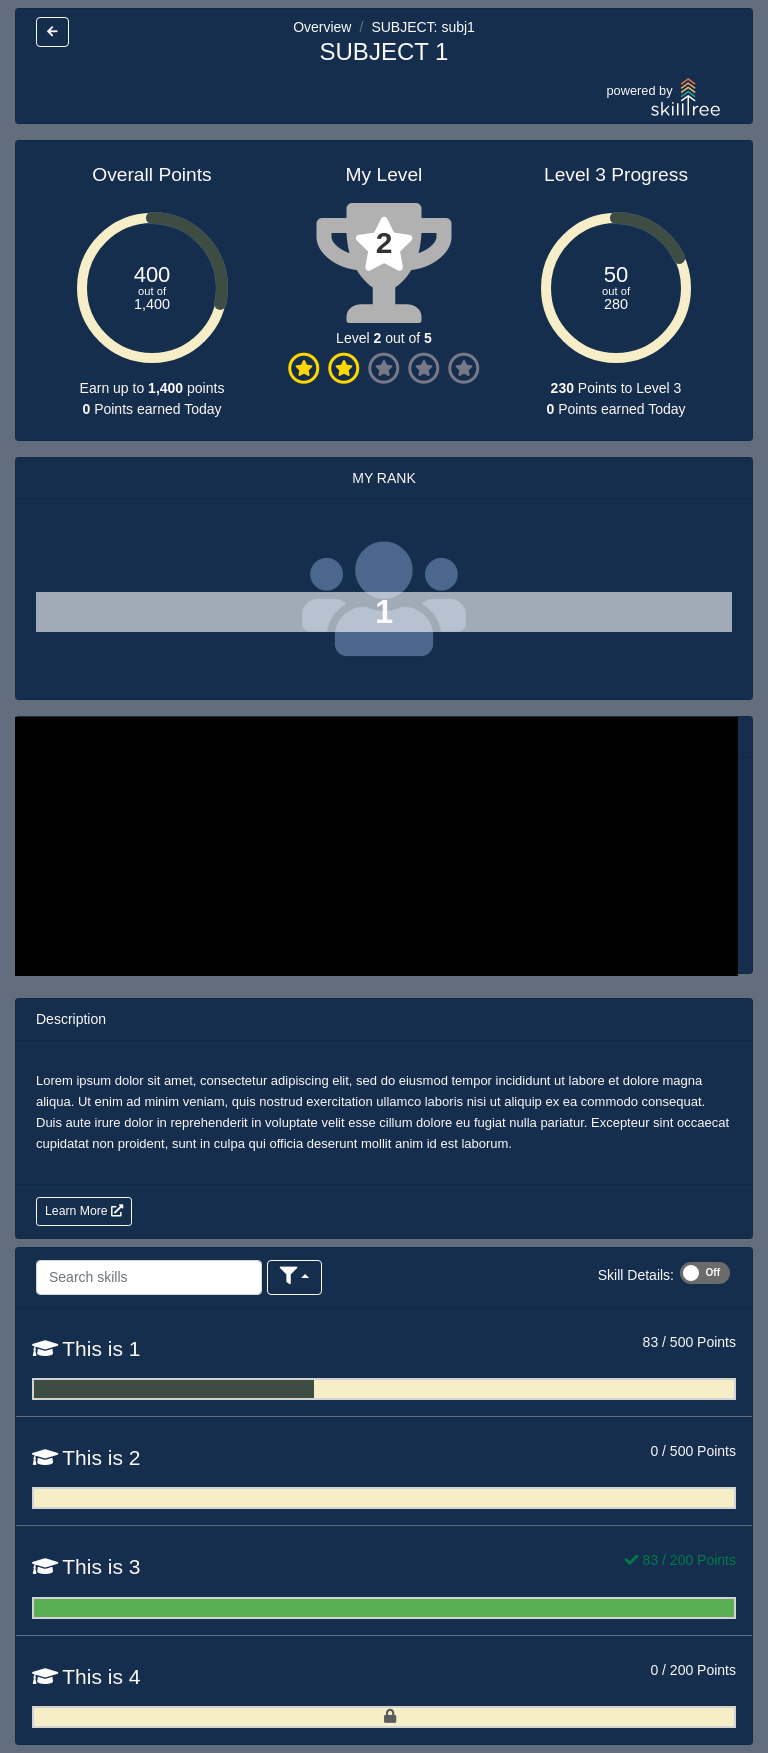 Overview / SUBJECT: subj1
SUBJECT 1
powered by
skilltree
Overall Points
400
out of
1,400
Earn up to 1,400 points
0 Points earned Today
My Level
2
Level 2 out of 5
Level 3 Progress
50
out of
280
230 Points to Level 3
0 Points earned Today
MY RANK
1
Description
Lorem ipsum dolor sit amet, consectetur adipiscing elit, sed do eiusmod tempor incididunt ut labore et dolore magna
aliqua. Ut enim ad minim veniam, quis nostrud exercitation ullamco laboris nisi ut aliquip ex ea commodo consequat.
Duis aute irure dolor in reprehenderit in voluptate velit esse cillum dolore eu fugiat nulla pariatur. Excepteur sint occaecat
cupidatat non proident, sunt in culpa qui officia deserunt mollit anim id est laborum.
Learn More
Search skills
Skill Details: Off
This is 1
83 / 500 Points
This is 2
0 / 500 Points
This is 3
83 / 200 Points
This is 4
0 / 200 Points